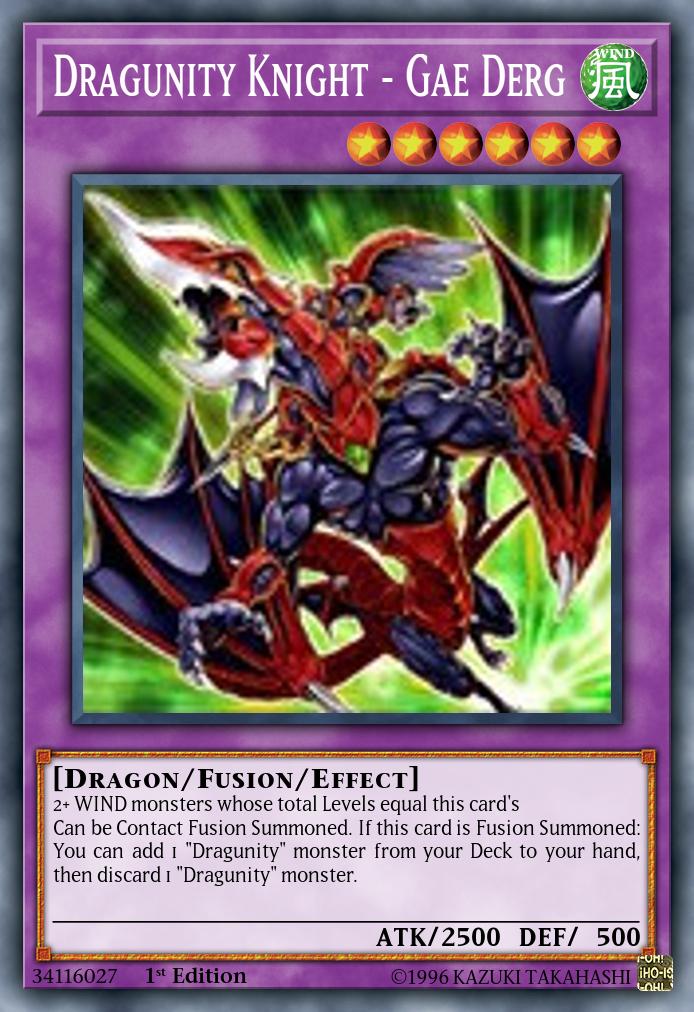 Dragunity Knight - Gae Derg
WIND
風
[Dragon/Fusion/Effect]
2+ WIND monsters whose total Levels equal this card's
Can be Contact Fusion Summoned. If this card is Fusion Summoned:
You can add 1 "Dragunity" monster from your Deck to your hand,
then discard 1 "Dragunity" monster.
ATK/2500 DEF/ 500
34116027 1st Edition ©1996 KAZUKI TAKAHASHI